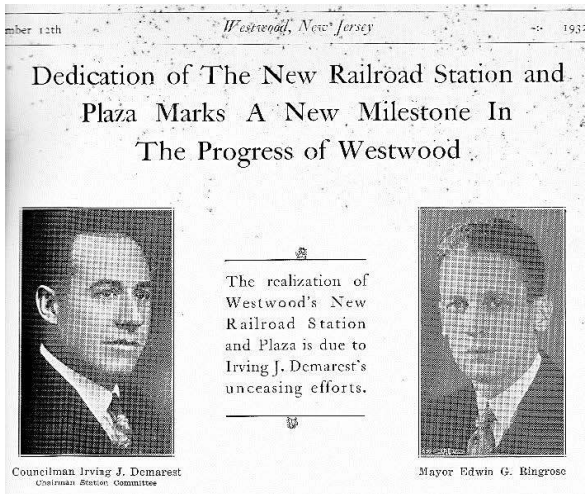 mber 12th Westwood, New Jersey -:- 1932
Dedication of The New Railroad Station and
Plaza Marks A New Milestone In
The Progress of Westwood
The realization of
Westwood's New
Railroad Station
and Plaza is due to
Irving J. Demarest's
unceasing efforts.
Councilman Irving J. Demarest
Chairman Station Committee
Mayor Edwin G. Ringrose